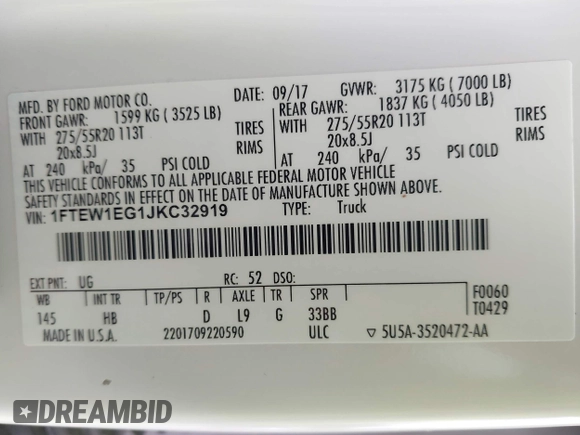 MFD. BY FORD MOTOR CO. DATE: 09/17 GVWR: 3175 KG ( 7000 LB)
FRONT GAWR: 1599 KG ( 3525 LB) REAR GAWR: 1837 KG ( 4050 LB)
WITH 275/55R20 113T TIRES WITH 275/55R20 113T TIRES
20x8.5J RIMS 20x8.5J RIMS
AT 240 kPa/ 35 PSI COLD AT 240 kPa/ 35 PSI COLD
THIS VEHICLE CONFORMS TO ALL APPLICABLE FEDERAL MOTOR VEHICLE
SAFETY STANDARDS IN EFFECT ON THE DATE OF MANUFACTURE SHOWN ABOVE.
VIN: 1FTEW1EG1JKC32919 TYPE: Truck
EXT PNT: UG RC: 52 DSO:
WB INT TR TP/PS R AXLE TR SPR F0060
145 HB D L9 G 33BB T0429
MADE IN U.S.A. 2201709220590 ULC ▽ 5U5A-3520472-AA
DREAMBID